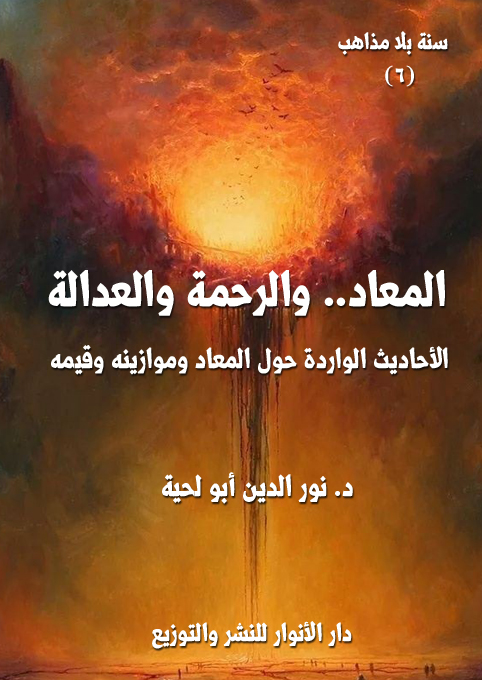 سنة بلا مذاهب
(٦)
المعاد.. والرحمة والعدالة
الأحاديث الواردة حول المعاد وموازينه وقيمه
د. نور الدين أبو لحية
دار الأنوار للنشر والتوزيع